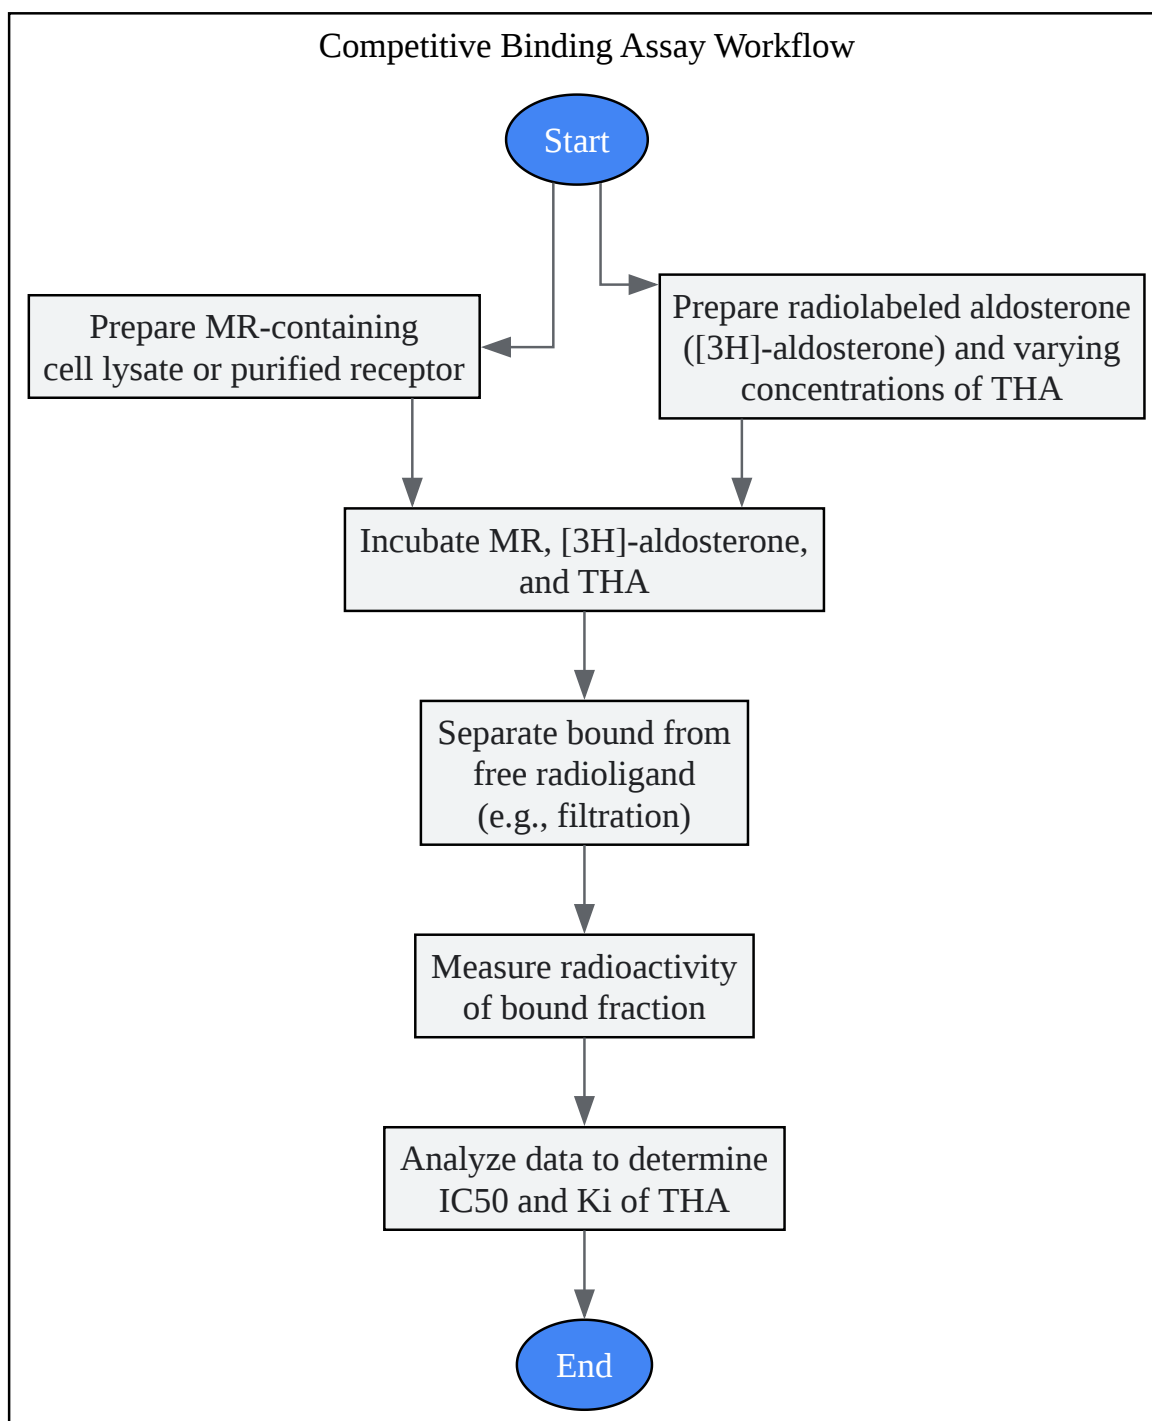 Competitive Binding Assay Workflow
Start
Prepare MR-containing
cell lysate or purified receptor
Prepare radiolabeled aldosterone
([3H]-aldosterone) and varying
concentrations of THA
Incubate MR, [3H]-aldosterone,
and THA
Separate bound from
free radioligand
(e.g., filtration)
Measure radioactivity
of bound fraction
Analyze data to determine
IC50 and Ki of THA
End